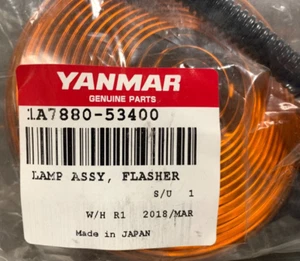 YANMAR
GENUINE PARTS
1A7880-53400
LAMP ASSY, FLASHER
S/U 1
W/H R1 2018/MAR
Made in JAPAN